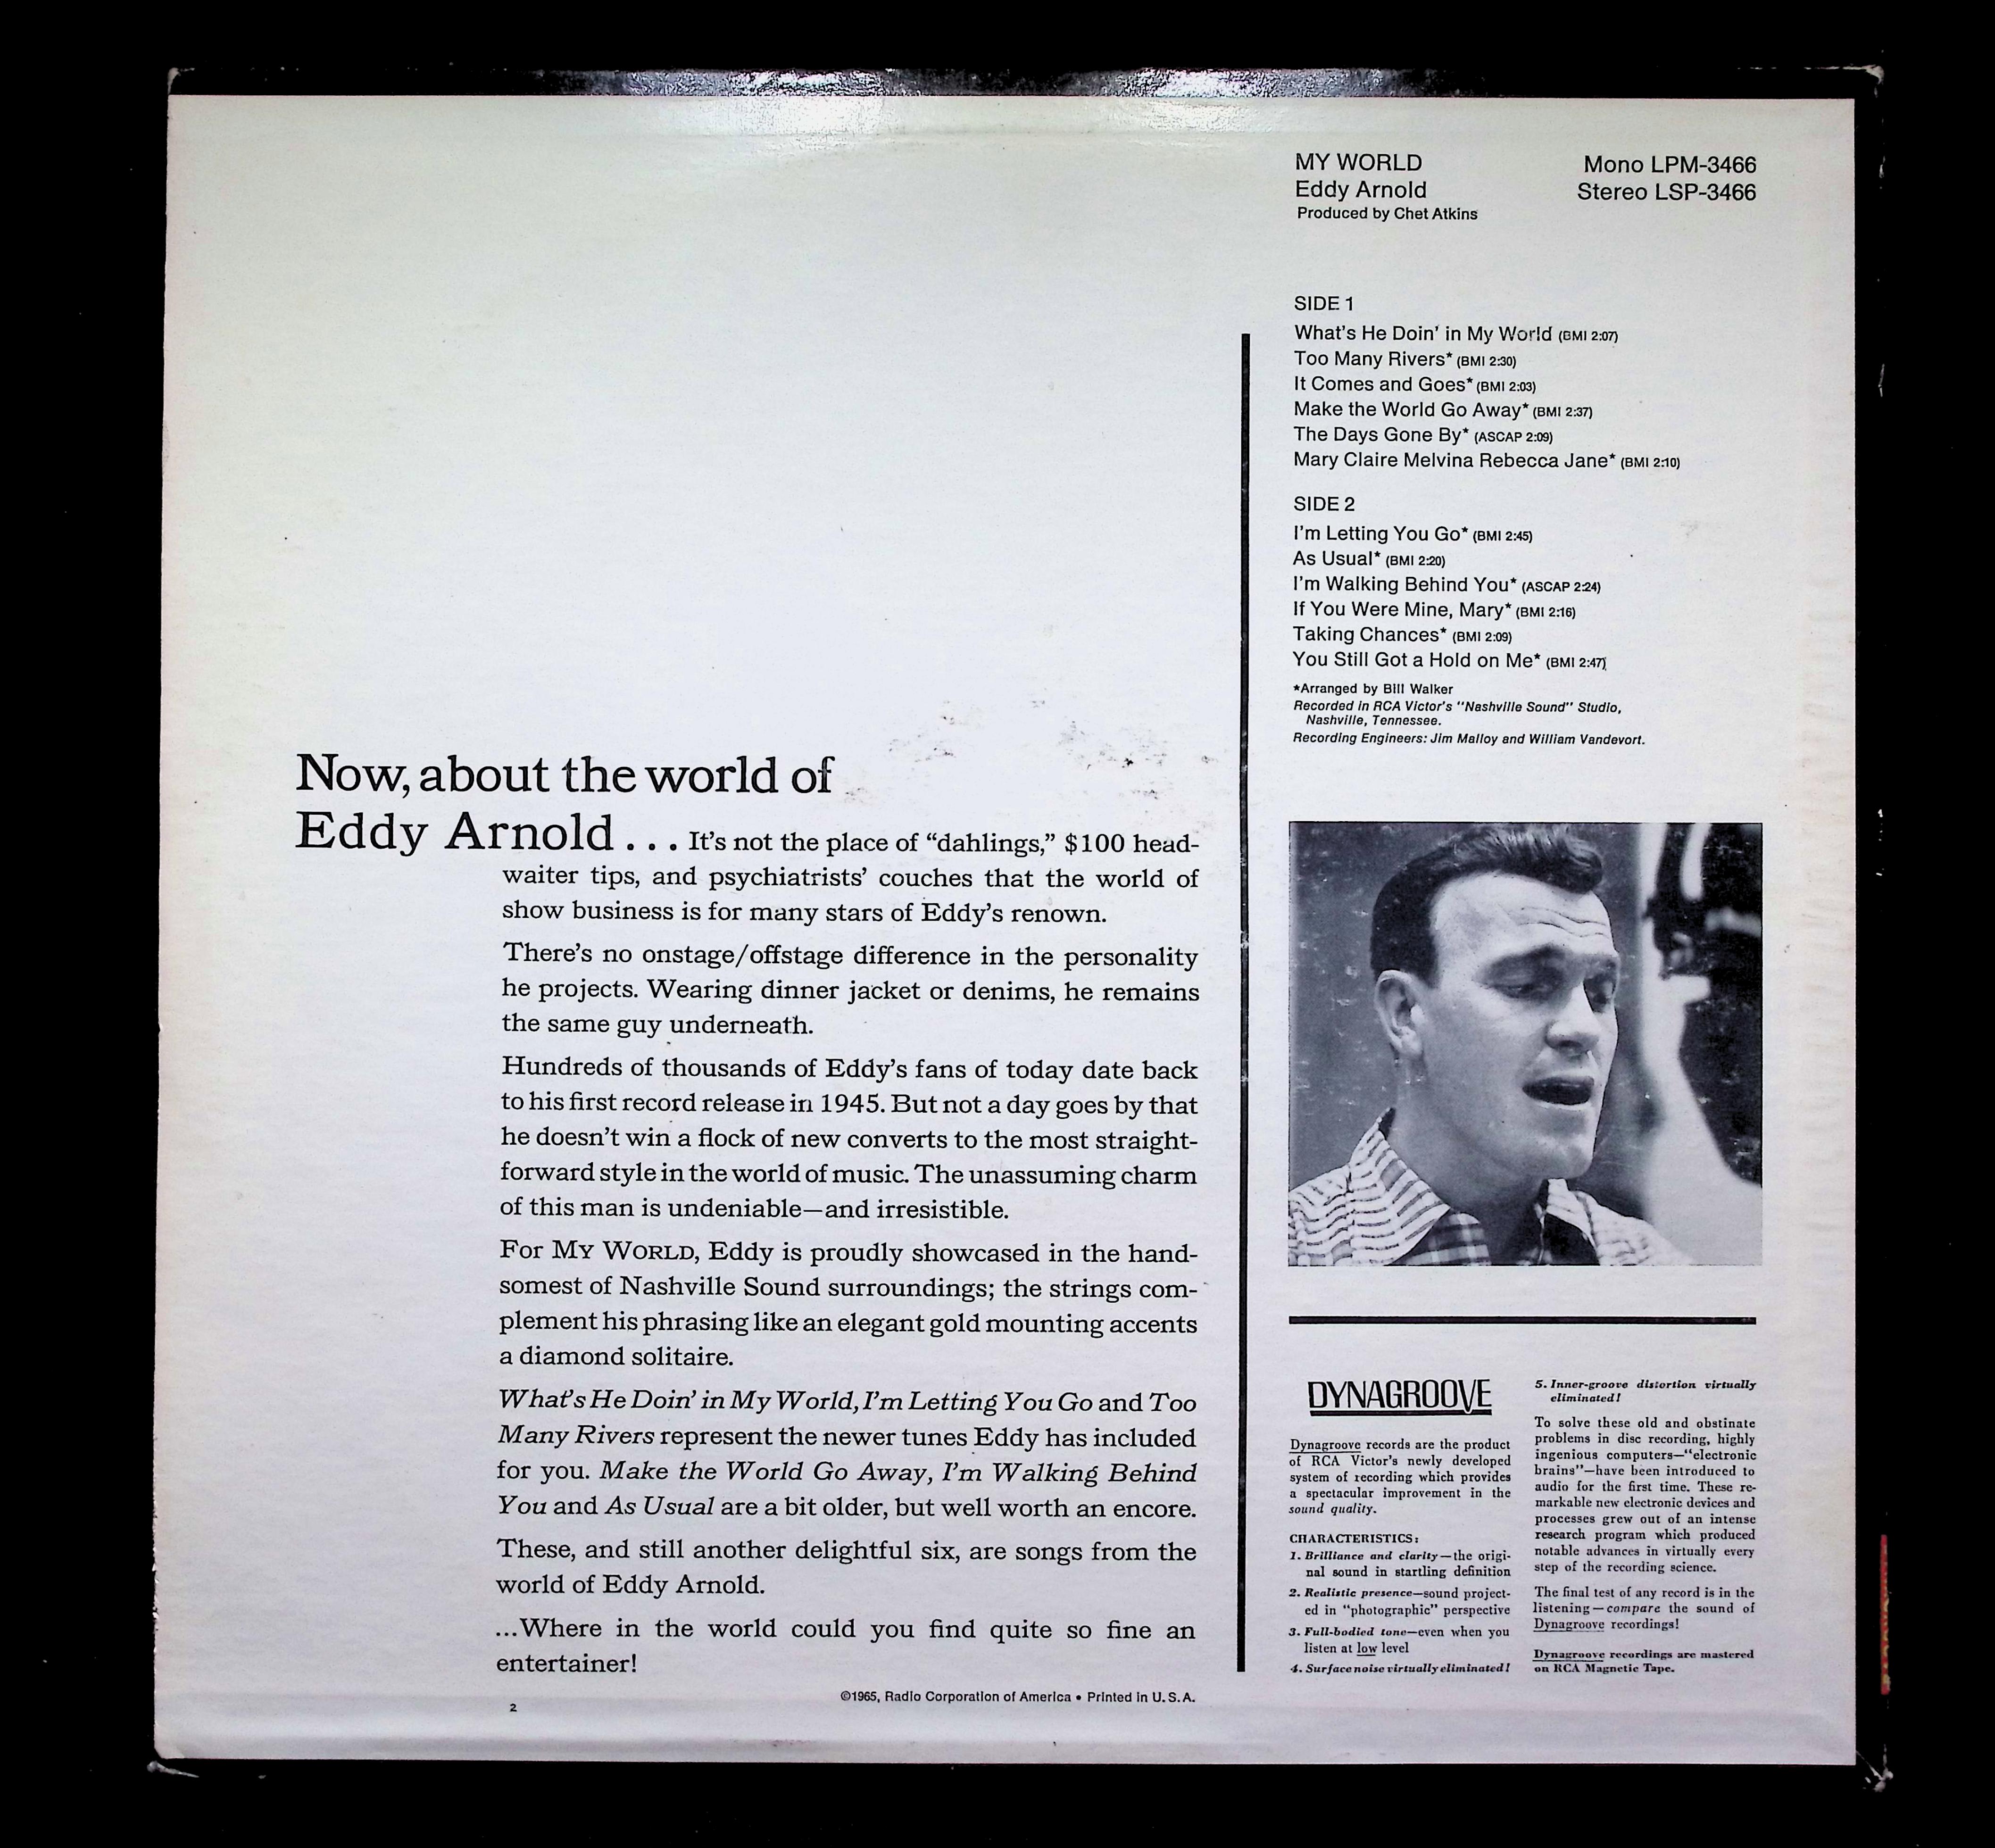 MY WORLD
Eddy Arnold
Produced by Chet Atkins
Mono LPM-3466
Stereo LSP-3466
SIDE 1
What's He Doin' in My World (BMI 2:07)
Too Many Rivers* (BMI 2:30)
It Comes and Goes* (BMI 2:03)
Make the World Go Away* (BMI 2:37)
The Days Gone By* (ASCAP 2:09)
Mary Claire Melvina Rebecca Jane* (BMI 2:10)
SIDE 2
I'm Letting You Go* (BMI 2:45)
As Usual* (BMI 2:20)
I'm Walking Behind You* (ASCAP 2:24)
If You Were Mine, Mary* (BMI 2:16)
Taking Chances* (BMI 2:09)
You Still Got a Hold on Me* (BMI 2:47)
*Arranged by Bill Walker
Recorded in RCA Victor's "Nashville Sound" Studio,
Nashville, Tennessee.
Recording Engineers: Jim Malloy and William Vandevort.
Now, about the world of
Eddy Arnold . . . It's not the place of "dahlings," $100 head-
waiter tips, and psychiatrists' couches that the world of
show business is for many stars of Eddy's renown.
There's no onstage/offstage difference in the personality
he projects. Wearing dinner jacket or denims, he remains
the same guy underneath.
Hundreds of thousands of Eddy's fans of today date back
to his first record release in 1945. But not a day goes by that
he doesn't win a flock of new converts to the most straight-
forward style in the world of music. The unassuming charm
of this man is undeniable—and irresistible.
For MY WORLD, Eddy is proudly showcased in the hand-
somest of Nashville Sound surroundings; the strings com-
plement his phrasing like an elegant gold mounting accents
a diamond solitaire.
What's He Doin' in My World, I'm Letting You Go and Too
Many Rivers represent the newer tunes Eddy has included
for you. Make the World Go Away, I'm Walking Behind
You and As Usual are a bit older, but well worth an encore.
These, and still another delightful six, are songs from the
world of Eddy Arnold.
...Where in the world could you find quite so fine an
entertainer!
2
©1965, Radio Corporation of America • Printed in U.S.A.
DYNAGROOVE
Dynagroove records are the product
of RCA Victor's newly developed
system of recording which provides
a spectacular improvement in the
sound quality.
CHARACTERISTICS:
1. Brilliance and clarity—the origi-
nal sound in startling definition
2. Realistic presence—sound project-
ed in "photographic" perspective
3. Full-bodied tone—even when you
listen at low level
4. Surface noise virtually eliminated!
5. Inner-groove distortion virtually
eliminated!
To solve these old and obstinate
problems in disc recording, highly
ingenious computers—"electronic
brains"—have been introduced to
audio for the first time. These re-
markable new electronic devices and
processes grew out of an intense
research program which produced
notable advances in virtually every
step of the recording science.
The final test of any record is in the
listening—compare the sound of
Dynagroove recordings!
Dynagroove recordings are mastered
on RCA Magnetic Tape.